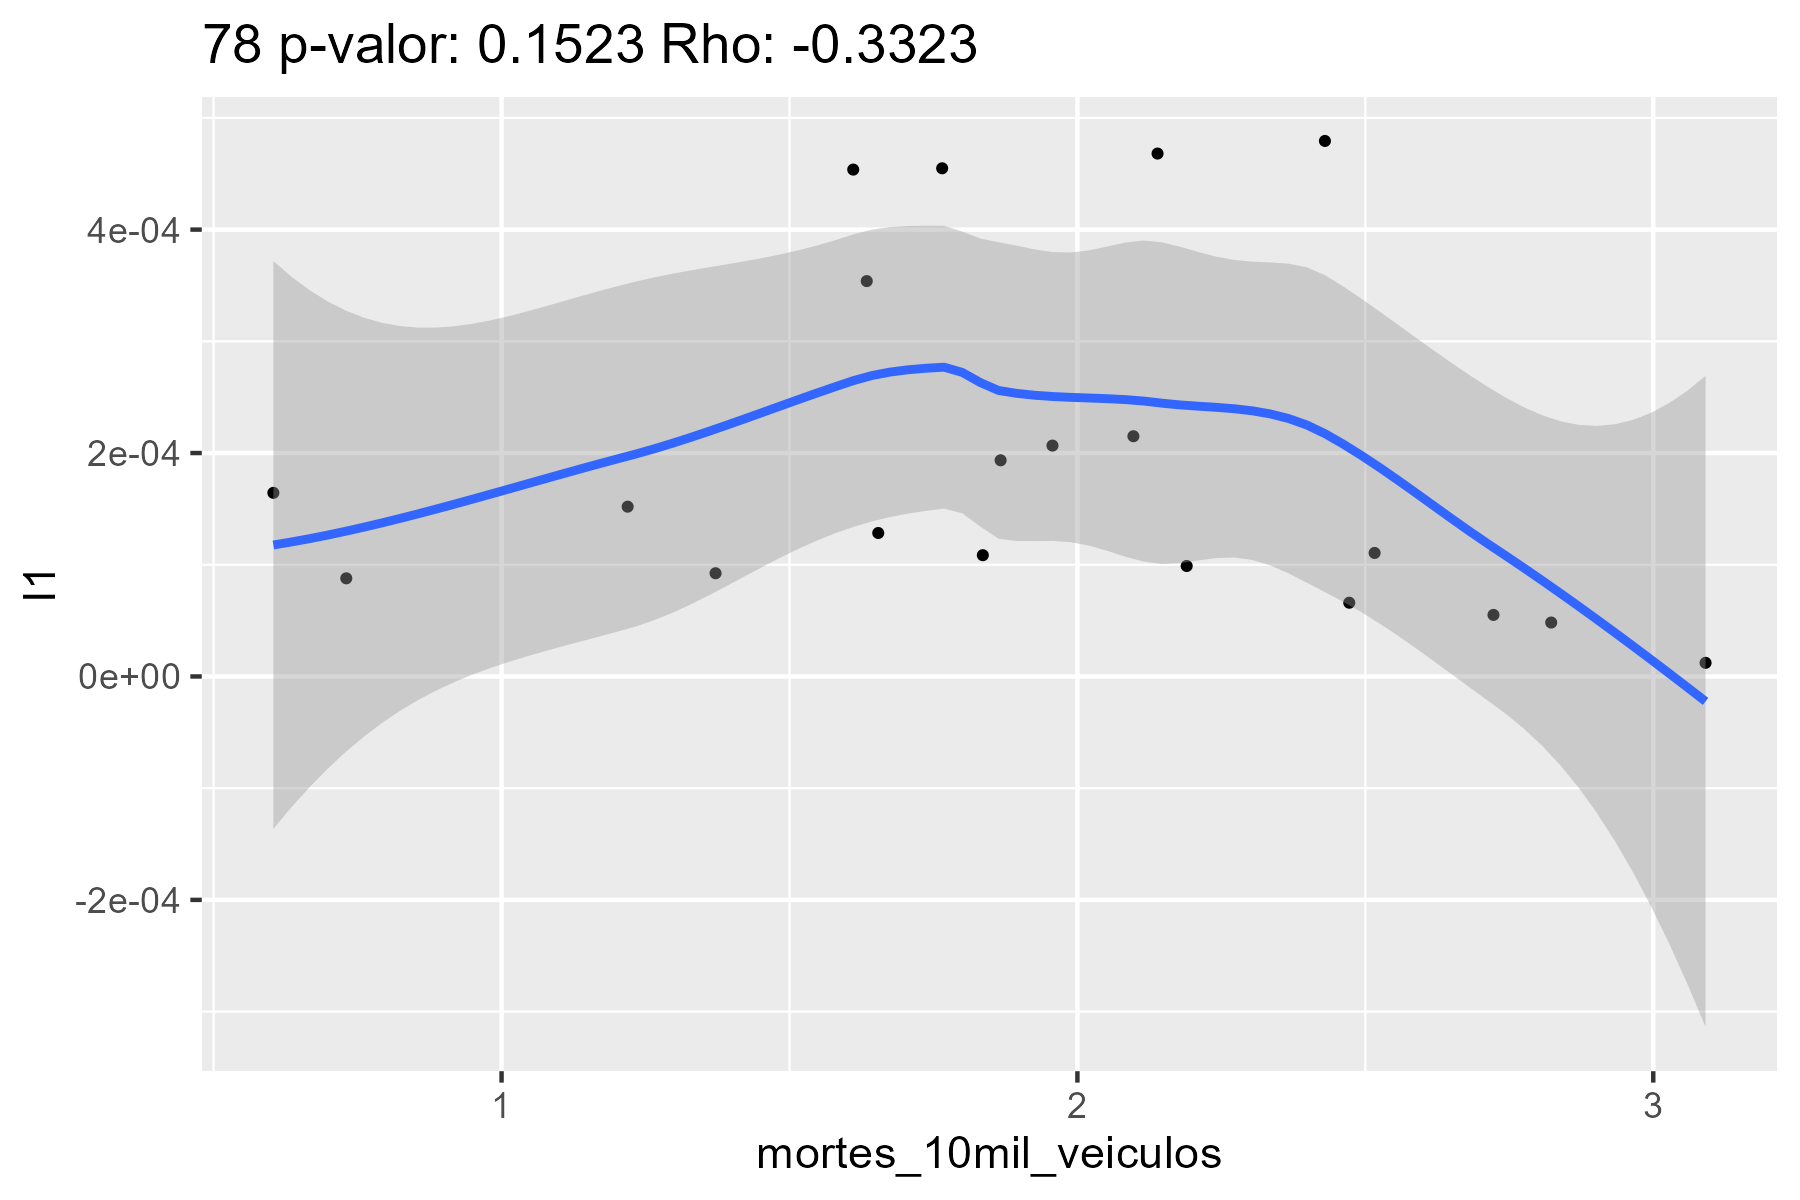 78 p-valor: 0.1523 Rho: -0.3323
4e-04
2e-04
0e+00
-2e-04
I1
1 2 3
mortes_10mil_veiculos